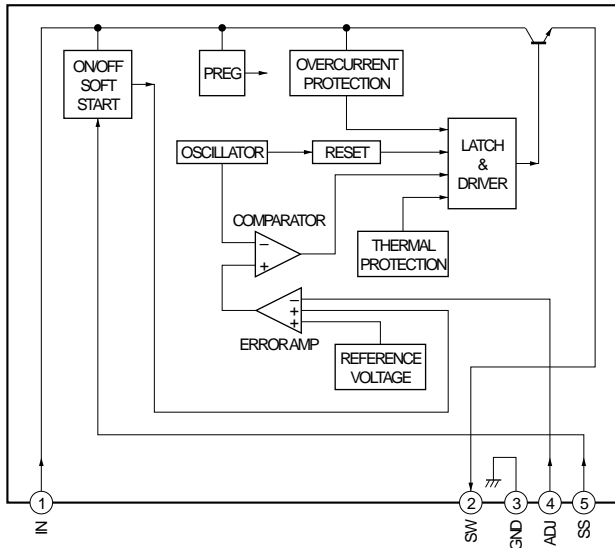 ON/OFF
SOFT
START
PREG
OVERCURRENT
PROTECTION
OSCILLATOR
RESET
LATCH
&
DRIVER
COMPARATOR
−
+
THERMAL
PROTECTION
−
+
+
ERROR AMP
REFERENCE
VOLTAGE
1
2
3
4
5
IN
SW
GND
ADJ
SS